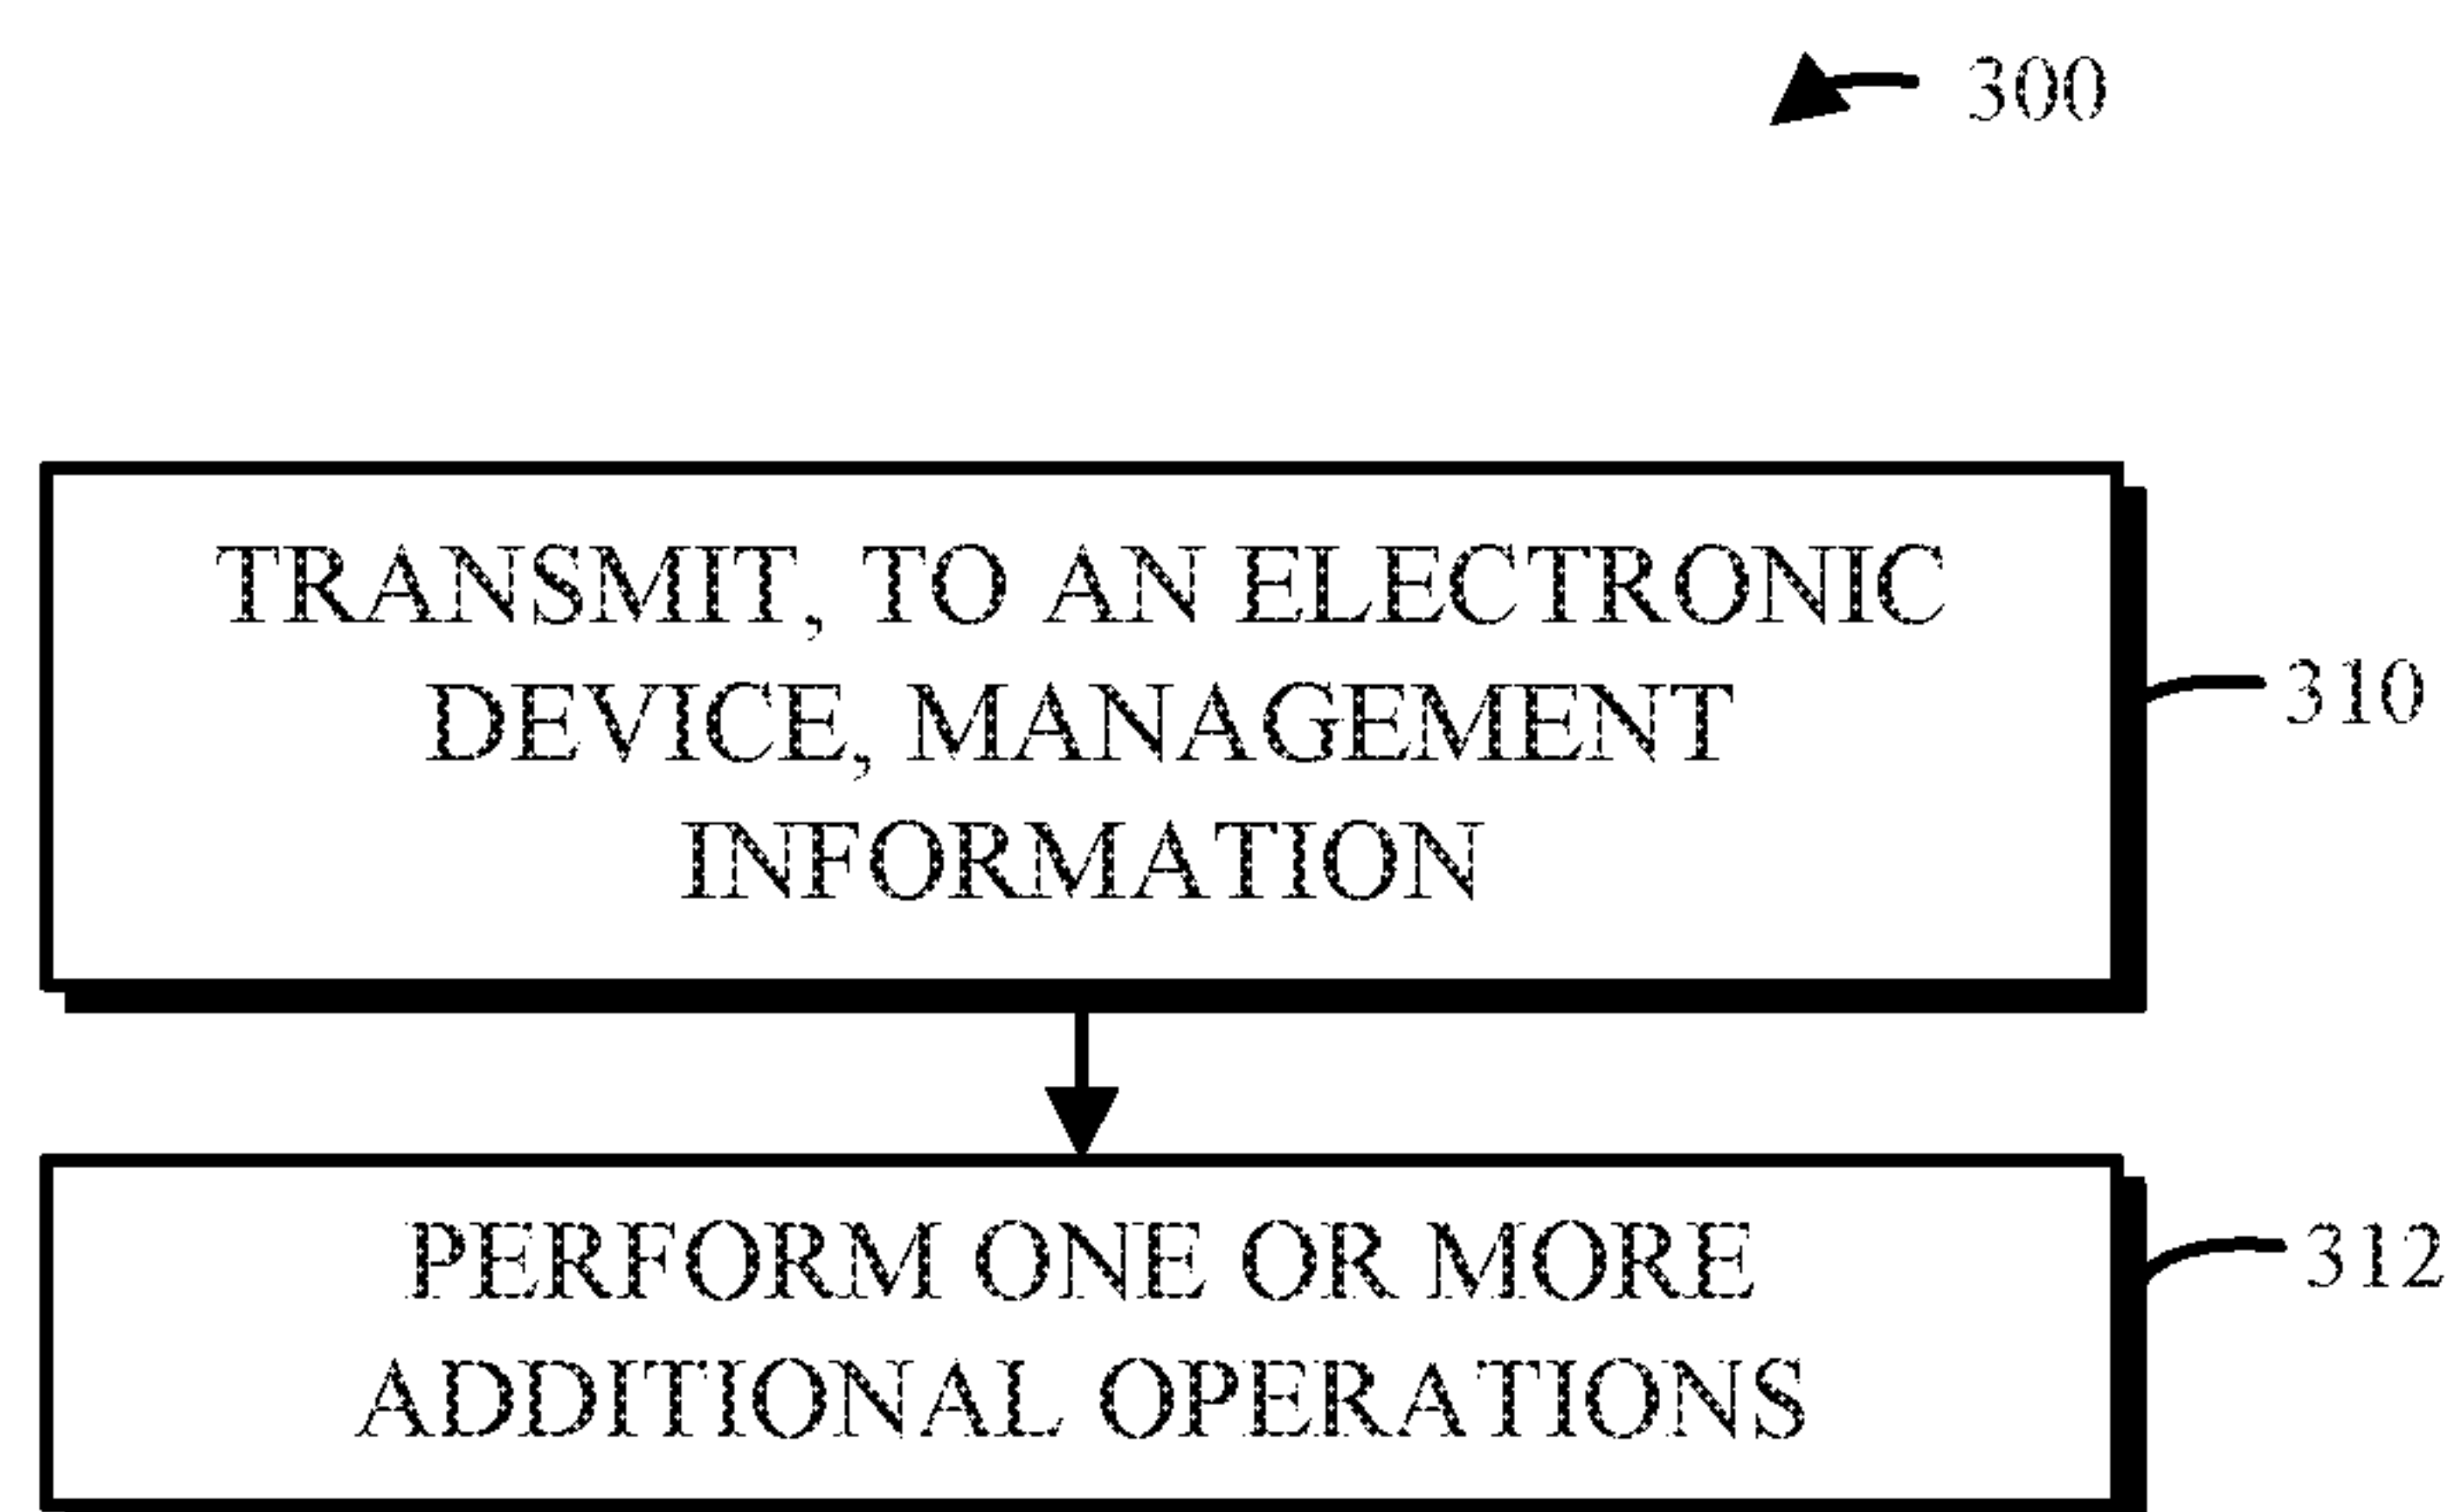 300
TRANSMIT, TO AN ELECTRONIC
DEVICE, MANAGEMENT
INFORMATION
310
PERFORM ONE OR MORE
ADDITIONAL OPERATIONS
312